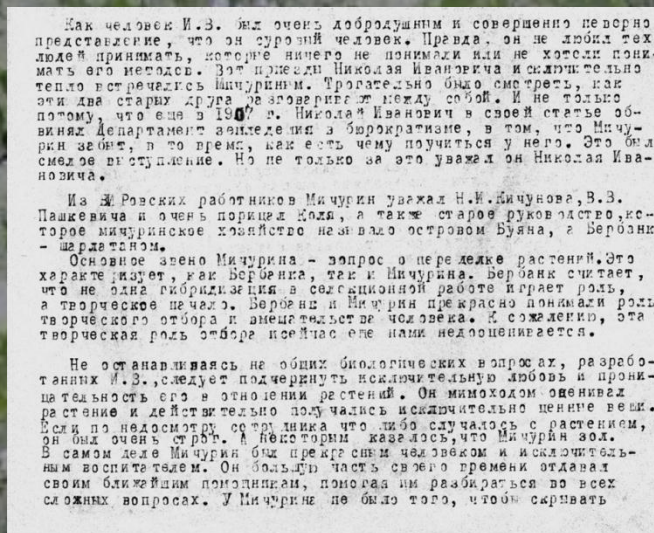 Как человек И.В. был очень добродушным и совершенно неверно
представление, что он суровый человек. Правда, он не любил тех
людей принимать, которые ничего не понимали или не хотели пони-
мать его методов. Зот приезды Николая Ивановича исключительно
тепло встречались Мичуриным. Трогательно было смотреть, как
эти два старых друга разговаривают между собой. И не только
потому, что еще в 1907 г. Николай Иванович в своей статье об-
винял Департамент земледелия в бюрократизме, в том, что Мичу-
рин забыт, в то время, как есть чему поучиться у него. Это был
смелое выступление. Но не только за это уважал он Николая Ива-
новича.
Из ВИРовских работников Мичурин уважал Н.И.Кичунова,В.В.
Пашкевича и очень порицал Коля, а также старое руководство,ко-
торое мичуринское хозяйство называло островом Буяна, а Бербанк
- шарлатаном.
Основное звено Мичурина - вопрос о переделке растений.Это
характеризует, как Бербанка, так и Мичурина. Бербанк считает,
что не одна гибридизация в селекционной работе играет роль,
а творческое начало. Бербанк и Мичурин прекрасно понимали роль
творческого отбора и вмешательства человека. К сожалению, эта
творческая роль отбора исейчас еще нами недооценивается.
Не останавливаясь на общих биологических вопросах, разрабо-
танных И.В.,следует подчеркнуть исключительную любовь и прони-
цательность его в отношении растений. Он мимоходом оценивал
растение и действительно получались исключительно ценные вещи.
Если по недосмотру сотрудника что либо случалось с растением,
он был очень строг. А некоторым казалось,что Мичурин зол.
В самом деле Мичурин был прекрасным человеком и исключитель-
ным воспитателем. Он большую часть своего времени отдавал
своим ближайшим помощникам, помогая им разбираться во всех
сложных вопросах. У Мичурина не было того, чтобы скрывать